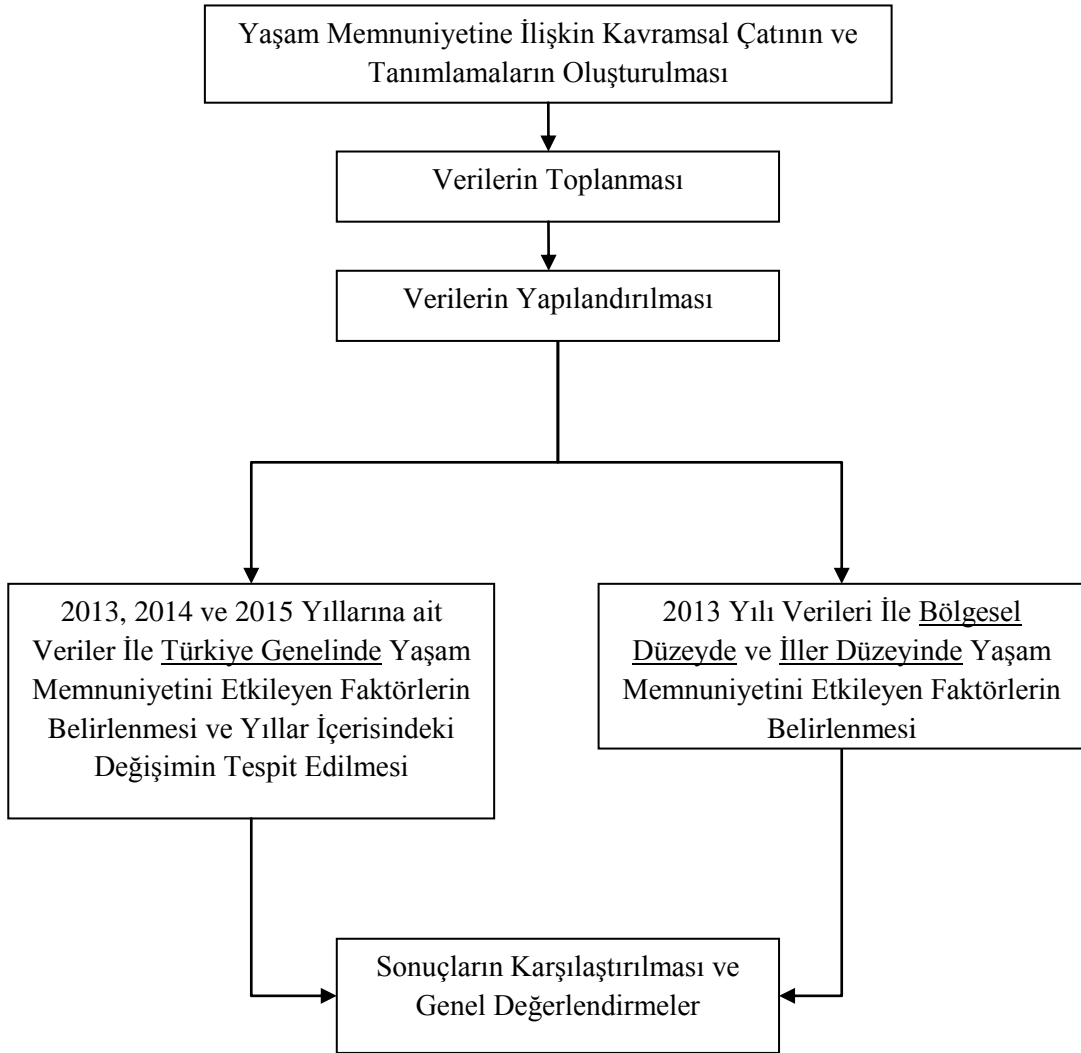 Yaşam Memnuniyetine İlişkin Kavramsal Çatının ve
Tanımlamaların Oluşturulması
Verilerin Toplanması
Verilerin Yapılandırılması
2013, 2014 ve 2015 Yıllarına ait
Veriler İle Türkiye Genelinde Yaşam
Memnuniyetini Etkileyen Faktörlerin
Belirlenmesi ve Yıllar İçerisindeki
Değişimin Tespit Edilmesi
2013 Yılı Verileri İle Bölgesel
Düzeyde ve İller Düzeyinde Yaşam
Memnuniyetini Etkileyen Faktörlerin
Belirlenmesi
Sonuçların Karşılaştırılması ve
Genel Değerlendirmeler